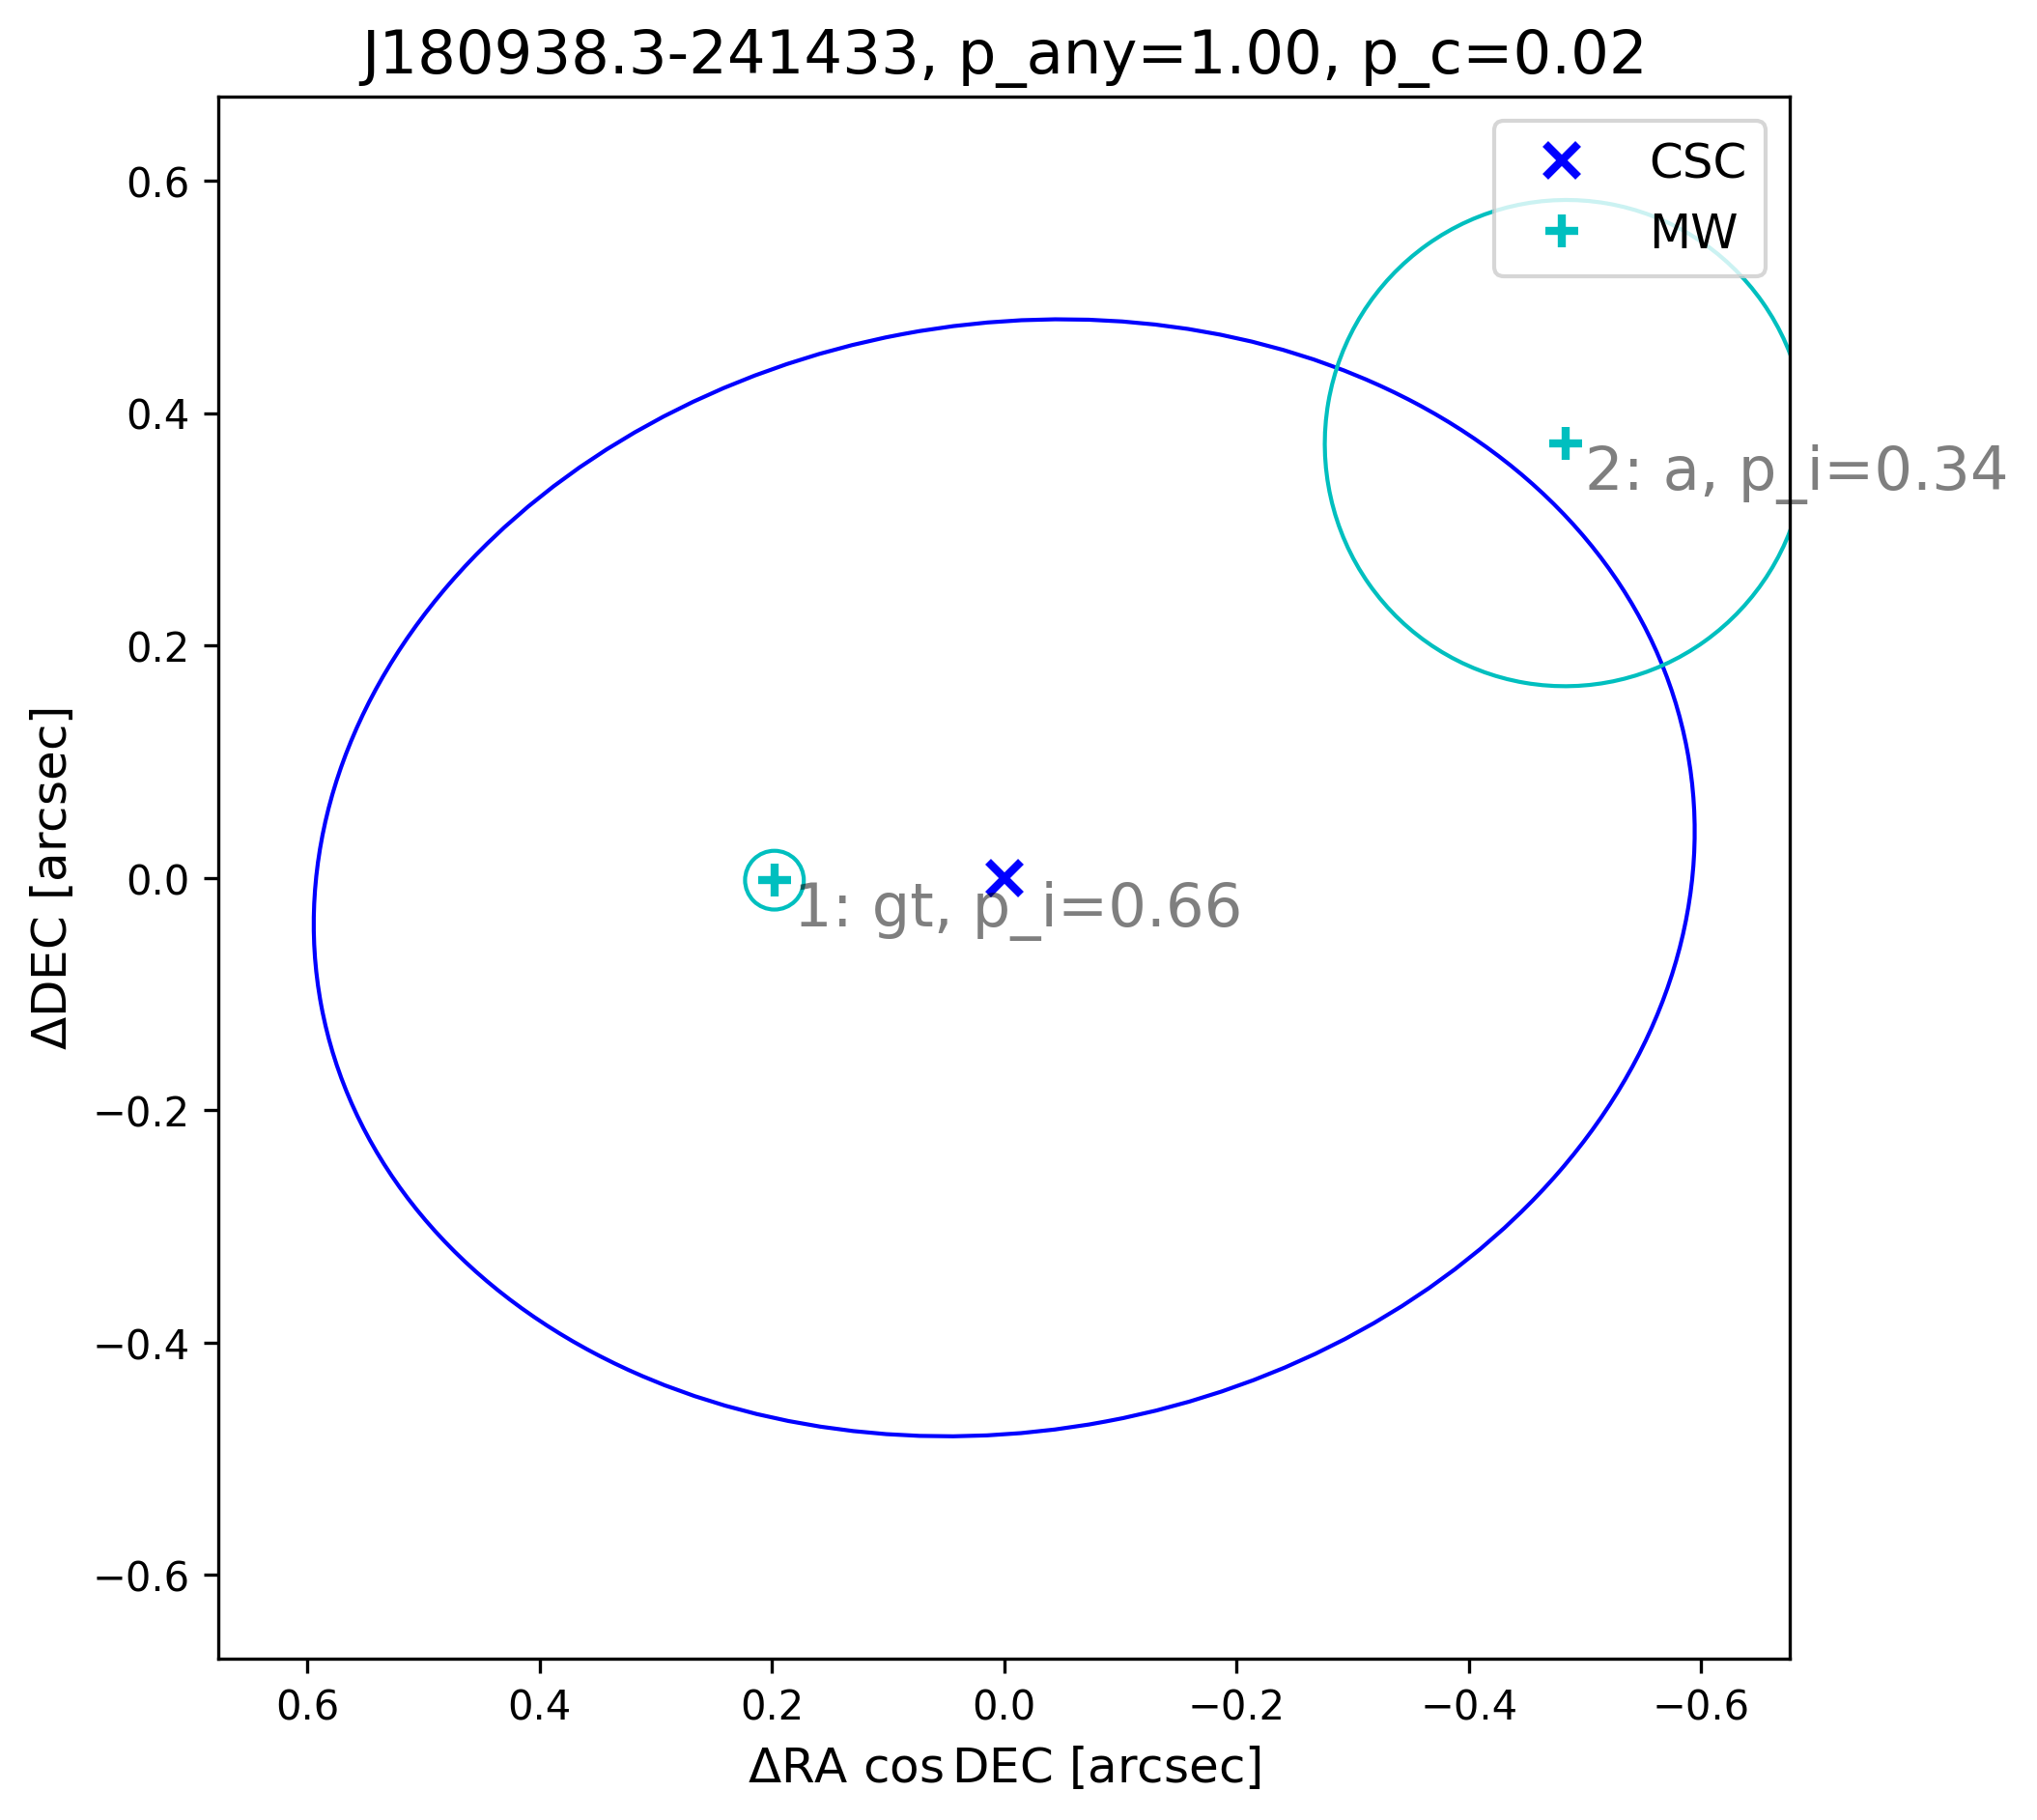 J180938.3-241433, p_any=1.00, p_c=0.02
CSC
MW
0.6
0.4
0.2
0.0
−0.2
−0.4
−0.6
ΔDEC [arcsec]
2: a, p_i=0.34
1: gt, p_i=0.66
0.6 0.4 0.2 0.0 −0.2 −0.4 −0.6
ΔRA cos DEC [arcsec]